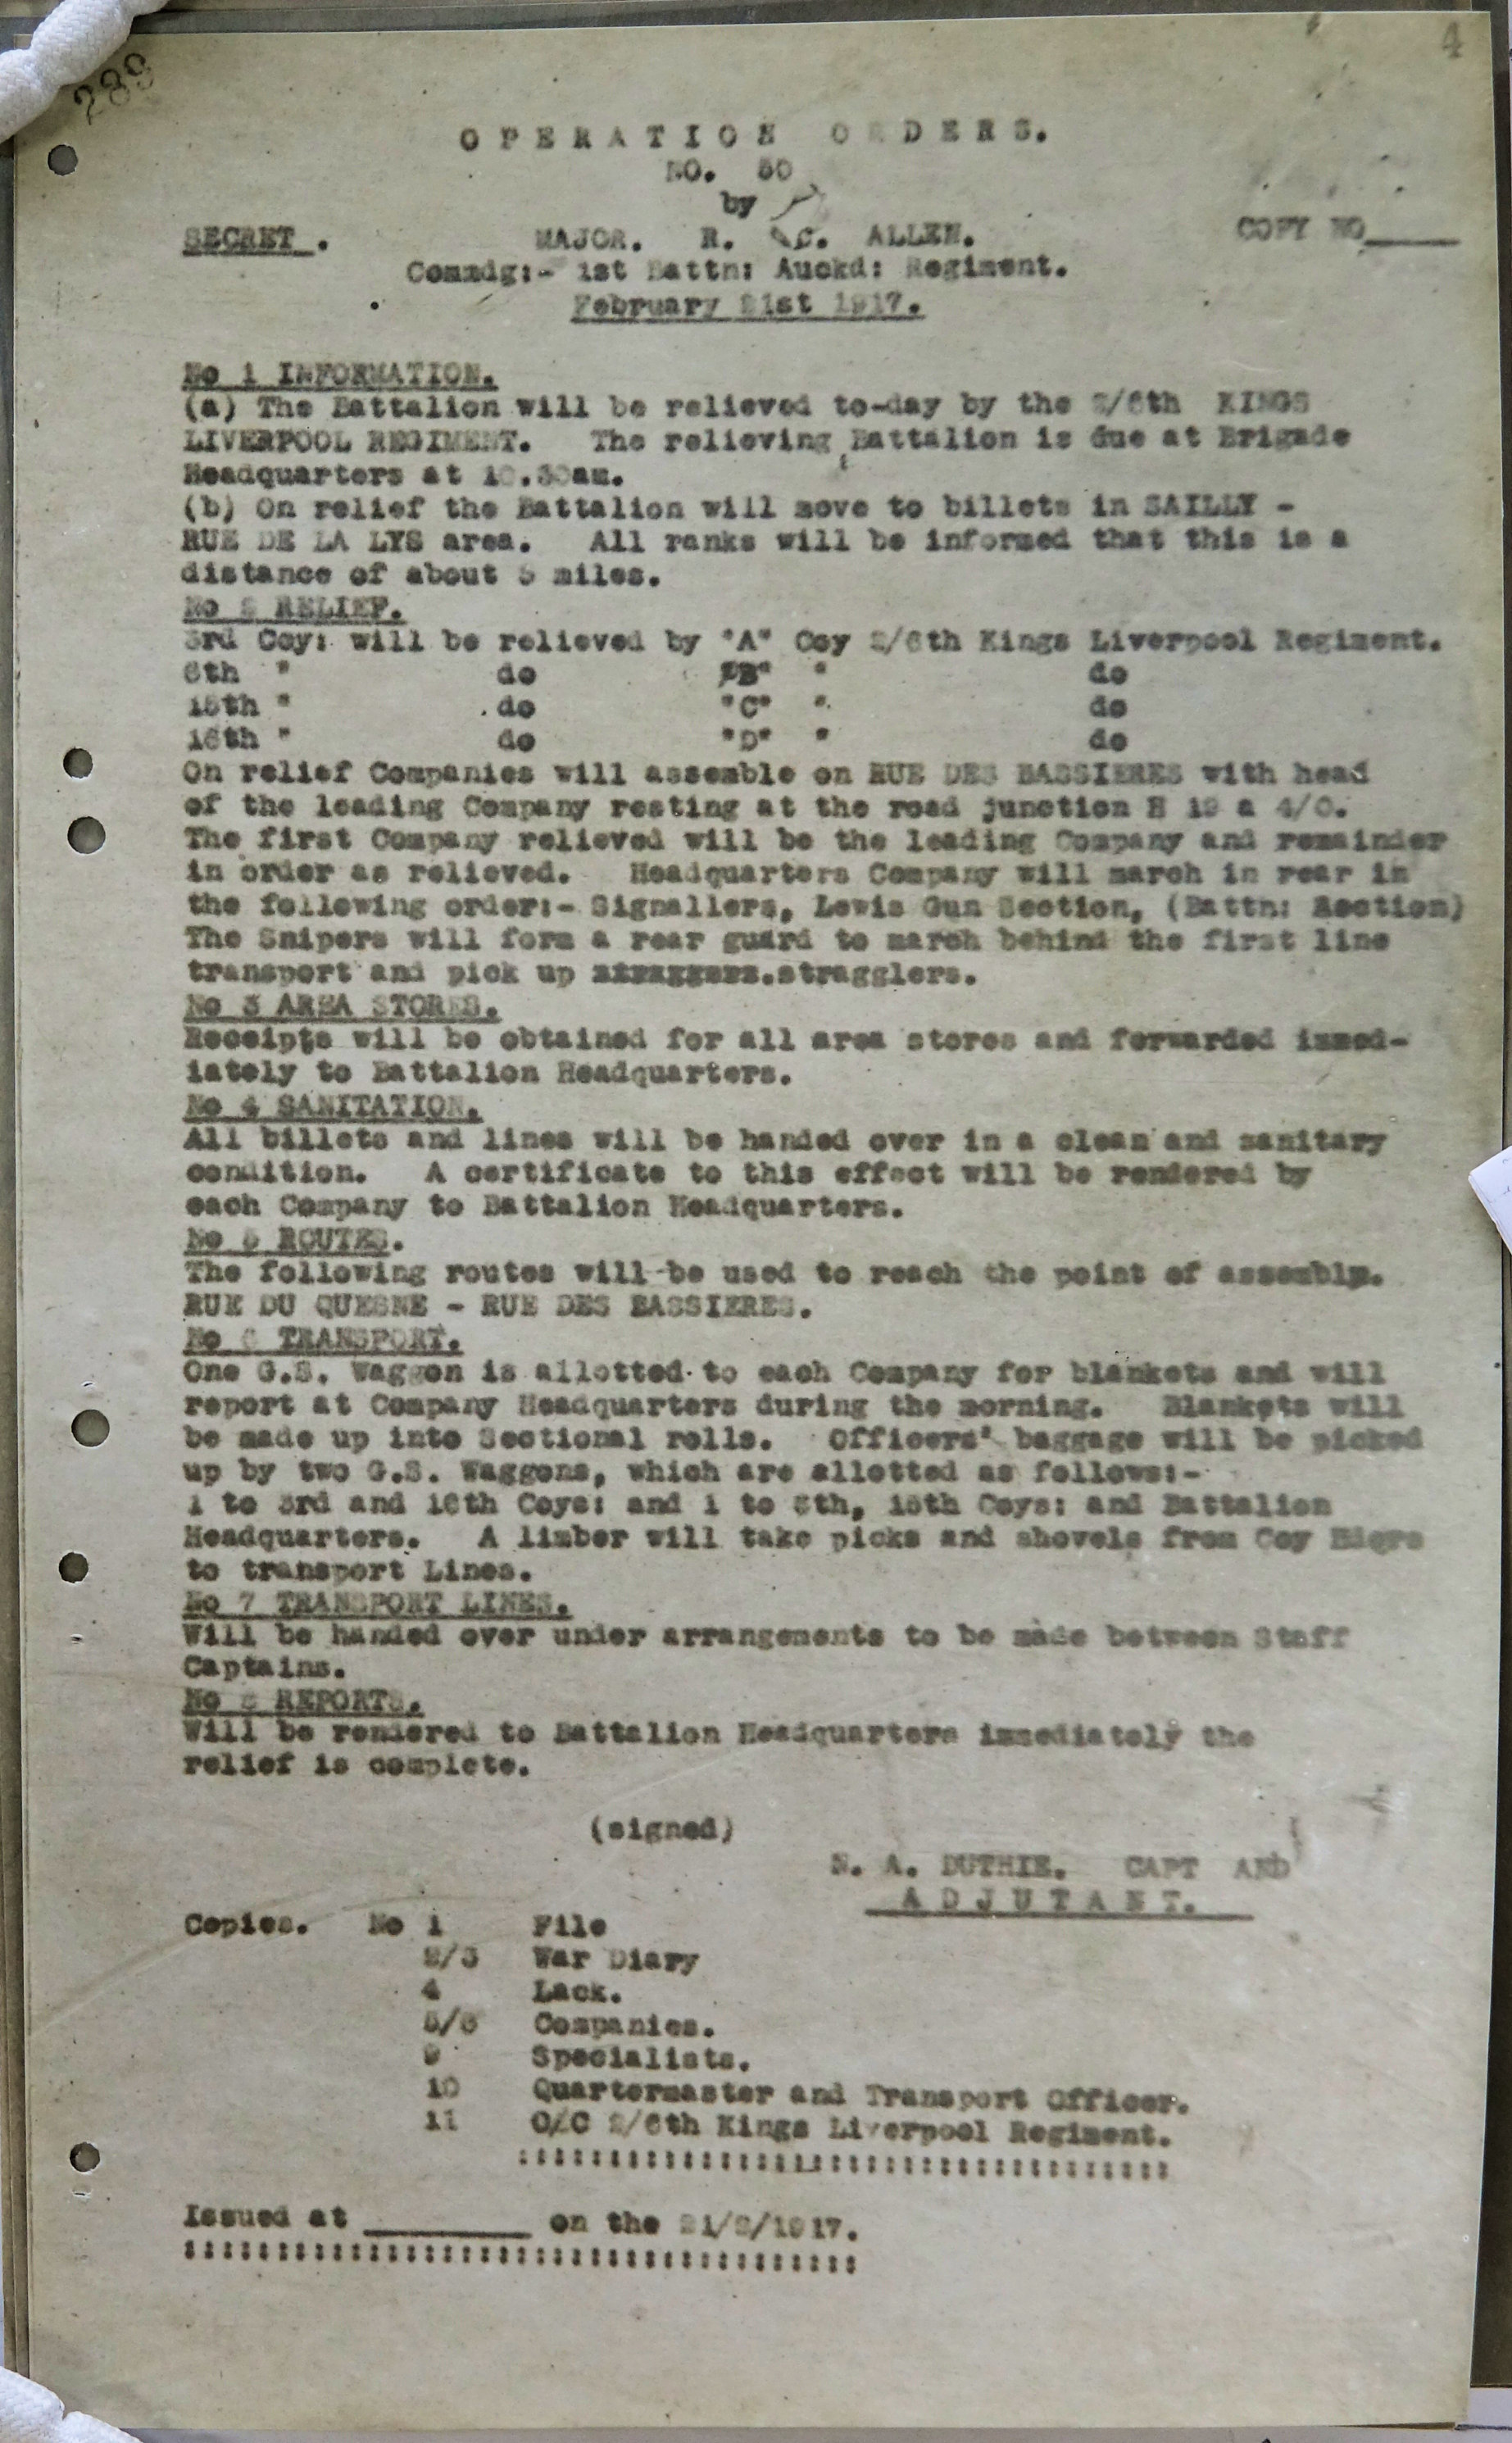 289
4
OPERATION ORDERS.
NO. 50
by
SECRET. MAJOR. R. C. ALLEN. COPY NO
Commdg:- 1st Battn: Auckd: Regiment.
February 21st 1917.
No 1 INFORMATION.
(a) The Battalion will be relieved to-day by the 2/6th KINGS
LIVERPOOL REGIMENT. The relieving Battalion is due at Brigade
Headquarters at 10.30am.
(b) On relief the Battalion will move to billets in SAILLY -
RUE DE LA LYS area. All ranks will be informed that this is a
distance of about 5 miles.
No 2 RELIEF.
3rd Coy: will be relieved by "A" Coy 2/6th Kings Liverpool Regiment.
6th " do "B" " do
15th " do "C" " do
16th " do "D" " do
On relief Companies will assemble on RUE DES BASSIERES with head
of the leading Company resting at the road junction H 19 a 4/0.
The first Company relieved will be the leading Company and remainder
in order as relieved. Headquarters Company will march in rear in
the following order:- Signallers, Lewis Gun Section, (Battn: Section)
The Snipers will form a rear guard to march behind the first line
transport and pick up stragglers.
No 3 AREA STORES.
Receipts will be obtained for all area stores and forwarded immed-
iately to Battalion Headquarters.
No 4 SANITATION.
All billets and lines will be handed over in a clean and sanitary
condition. A certificate to this effect will be rendered by
each Company to Battalion Headquarters.
No 5 ROUTES.
The following routes will be used to reach the point of assembly.
RUE DU QUESNE - RUE DES BASSIERES.
No 6 TRANSPORT.
One G.S. Waggon is allotted to each Company for blankets and will
report at Company Headquarters during the morning. Blankets will
be made up into Sectional rolls. Officers' baggage will be picked
up by two G.S. Waggons, which are allotted as follows:-
1 to 3rd and 16th Coys: and 1 to 6th, 15th Coys: and Battalion
Headquarters. A limber will take picks and shovels from Coy Hdqrs
to transport Lines.
No 7 TRANSPORT LINES.
Will be handed over under arrangements to be made between Staff
Captains.
No 8 REPORTS.
Will be rendered to Battalion Headquarters immediately the
relief is complete.
(signed)
N. A. DUTHIE. CAPT AND
ADJUTANT.
Copies. No 1 File
2/3 War Diary
4 Lack.
5/8 Companies.
9 Specialists.
10 Quartermaster and Transport Officer.
11 O/C 2/6th Kings Liverpool Regiment.
Issued at on the 21/2/1917.